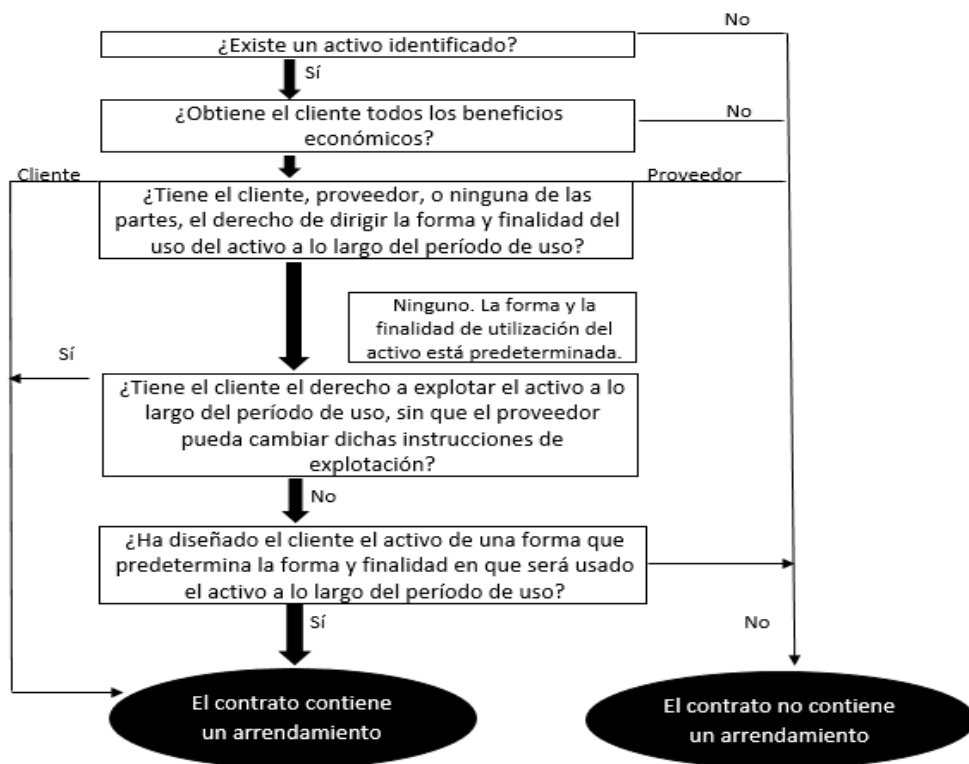 No
¿Existe un activo identificado?
Sí
¿Obtiene el cliente todos los beneficios
económicos?
No
Cliente
Proveedor
¿Tiene el cliente, proveedor, o ninguna de las
partes, el derecho de dirigir la forma y finalidad del
uso del activo a lo largo del período de uso?
Ninguno. La forma y la
finalidad de utilización del
activo está predeterminada.
Sí
¿Tiene el cliente el derecho a explotar el activo a lo
largo del período de uso, sin que el proveedor
pueda cambiar dichas instrucciones de
explotación?
No
¿Ha diseñado el cliente el activo de una forma que
predetermina la forma y finalidad en que será usado
el activo a lo largo del período de uso?
Sí
No
El contrato contiene
un arrendamiento
El contrato no contiene
un arrendamiento